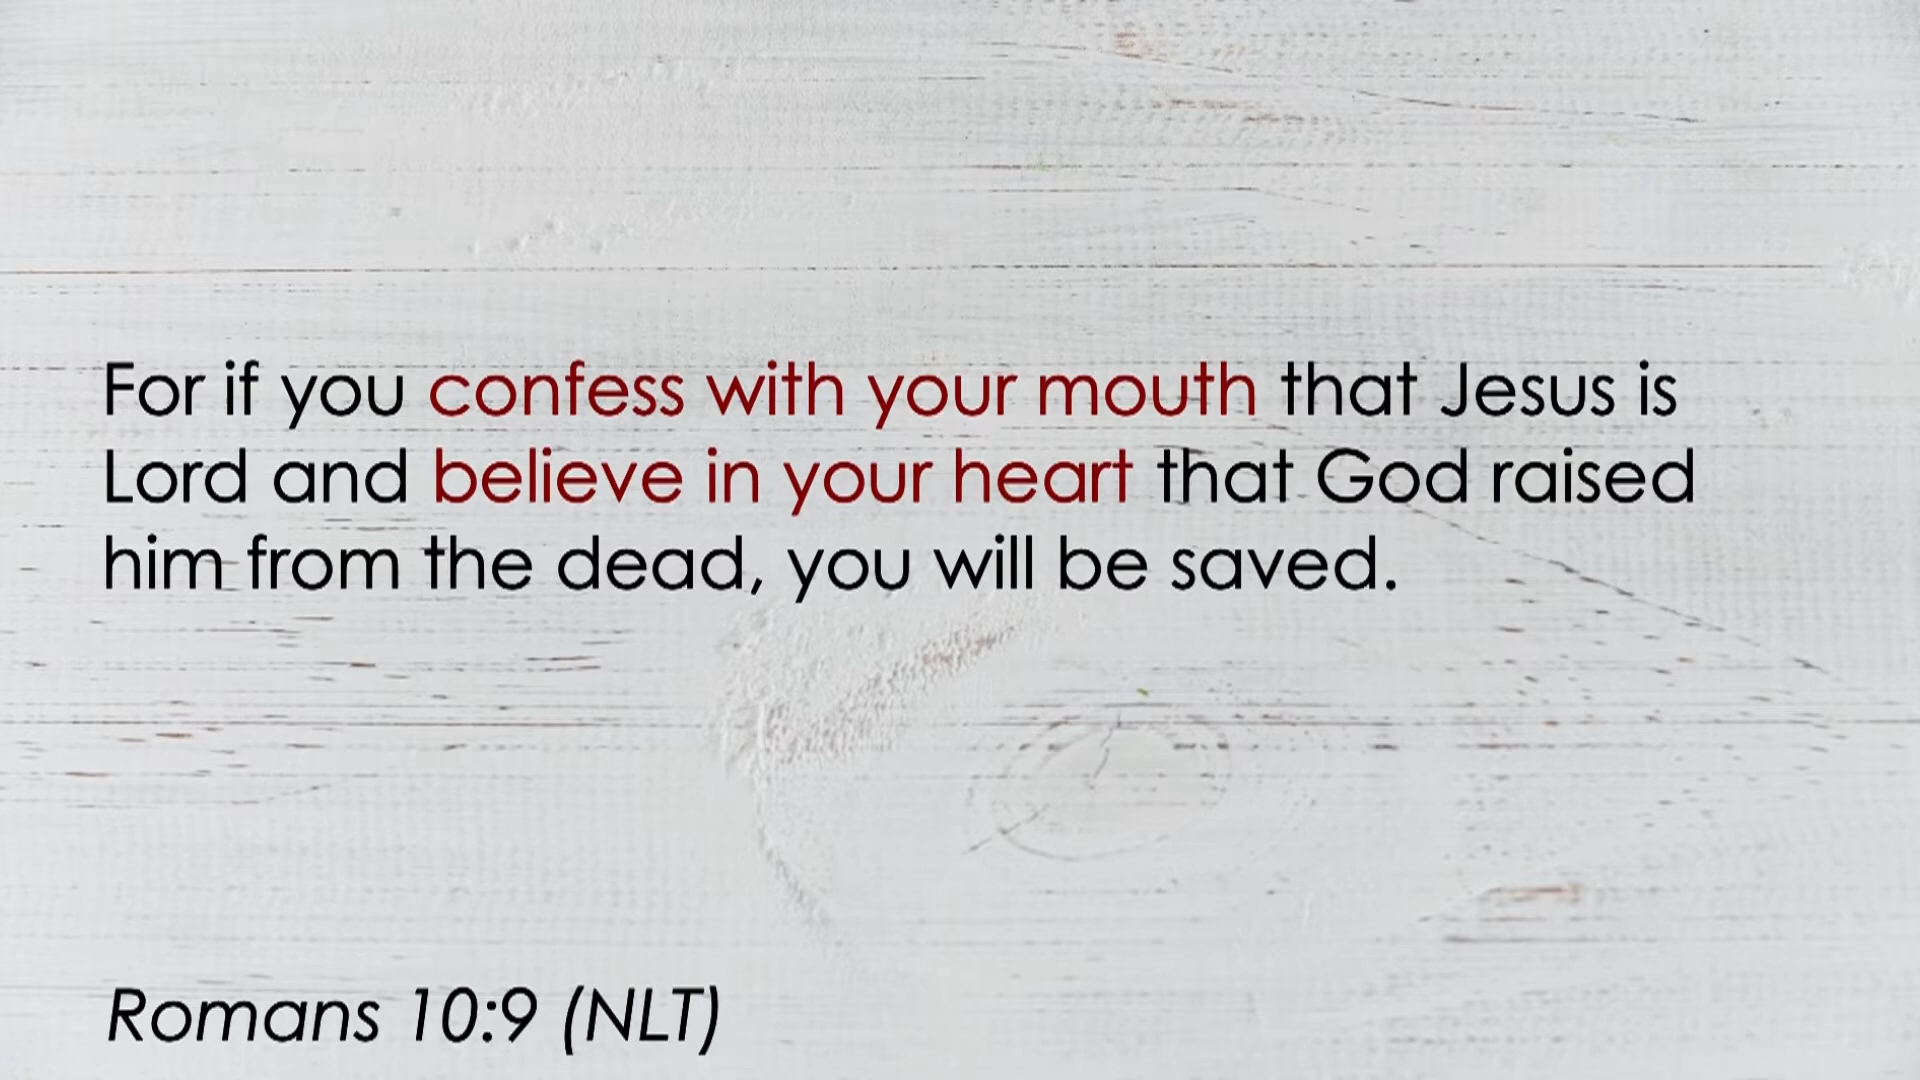 For if you confess with your mouth that Jesus is
Lord and believe in your heart that God raised
him from the dead, you will be saved.
Romans 10:9 (NLT)